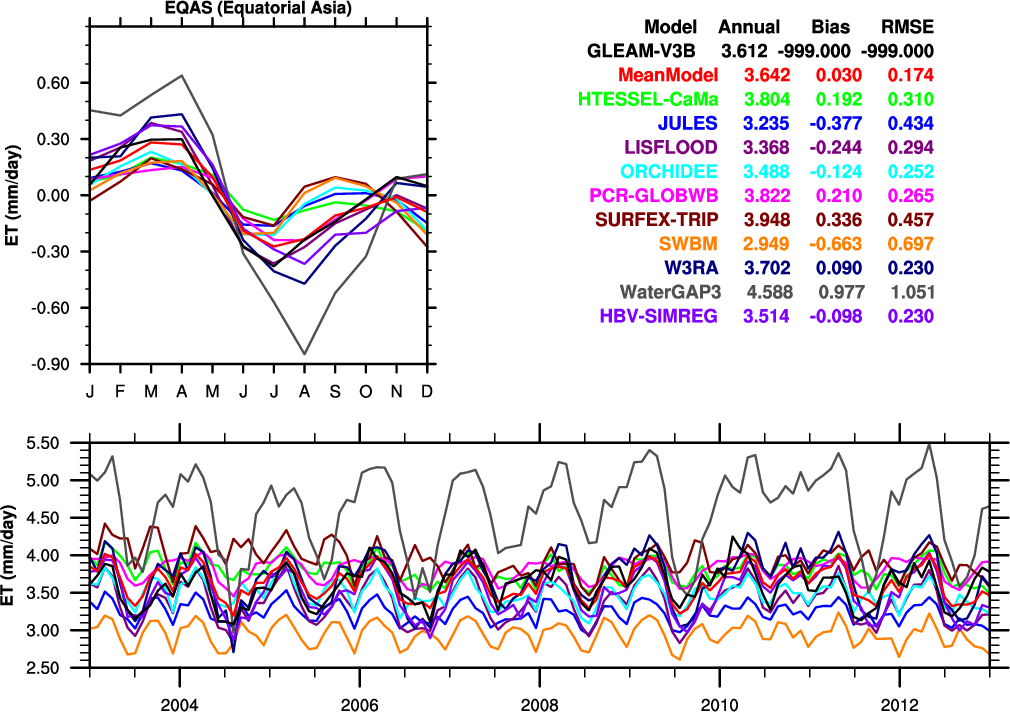 EQAS (Equatorial Asia)
Model Annual Bias RMSE
GLEAM-V3B 3.612 -999.000 -999.000
MeanModel 3.642 0.030 0.174
HTESSEL-CaMa 3.804 0.192 0.310
JULES 3.235 -0.377 0.434
LISFLOOD 3.368 -0.244 0.294
ORCHIDEE 3.488 -0.124 0.252
PCR-GLOBWB 3.822 0.210 0.265
SURFEX-TRIP 3.948 0.336 0.457
SWBM 2.949 -0.663 0.697
W3RA 3.702 0.090 0.230
WaterGAP3 4.588 0.977 1.051
HBV-SIMREG 3.514 -0.098 0.230
ET (mm/day)
0.60
0.30
0.00
-0.30
-0.60
-0.90
J F M A M J J A S O N D
ET (mm/day)
5.50
5.00
4.50
4.00
3.50
3.00
2.50
2004 2006 2008 2010 2012